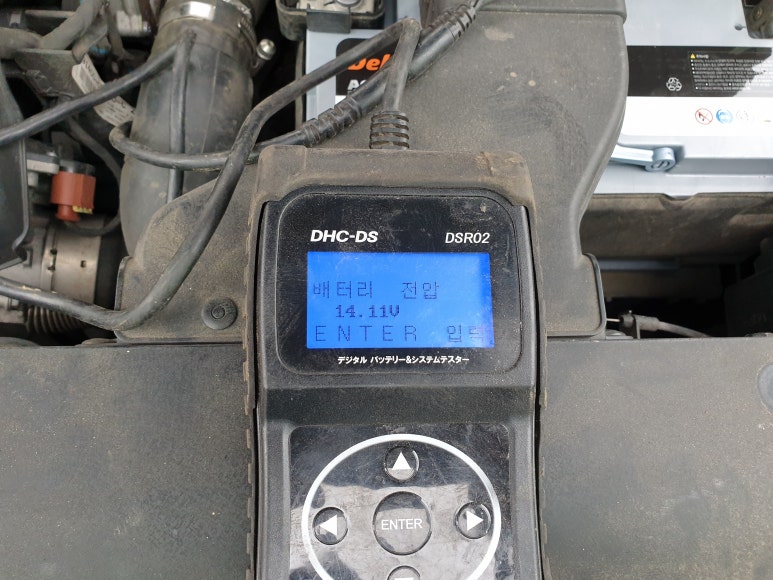 DHC-DS DSR02
배터리 전압
14.11V
ENTER 입력
デジタル バッテリー&システムテスター
ENTER